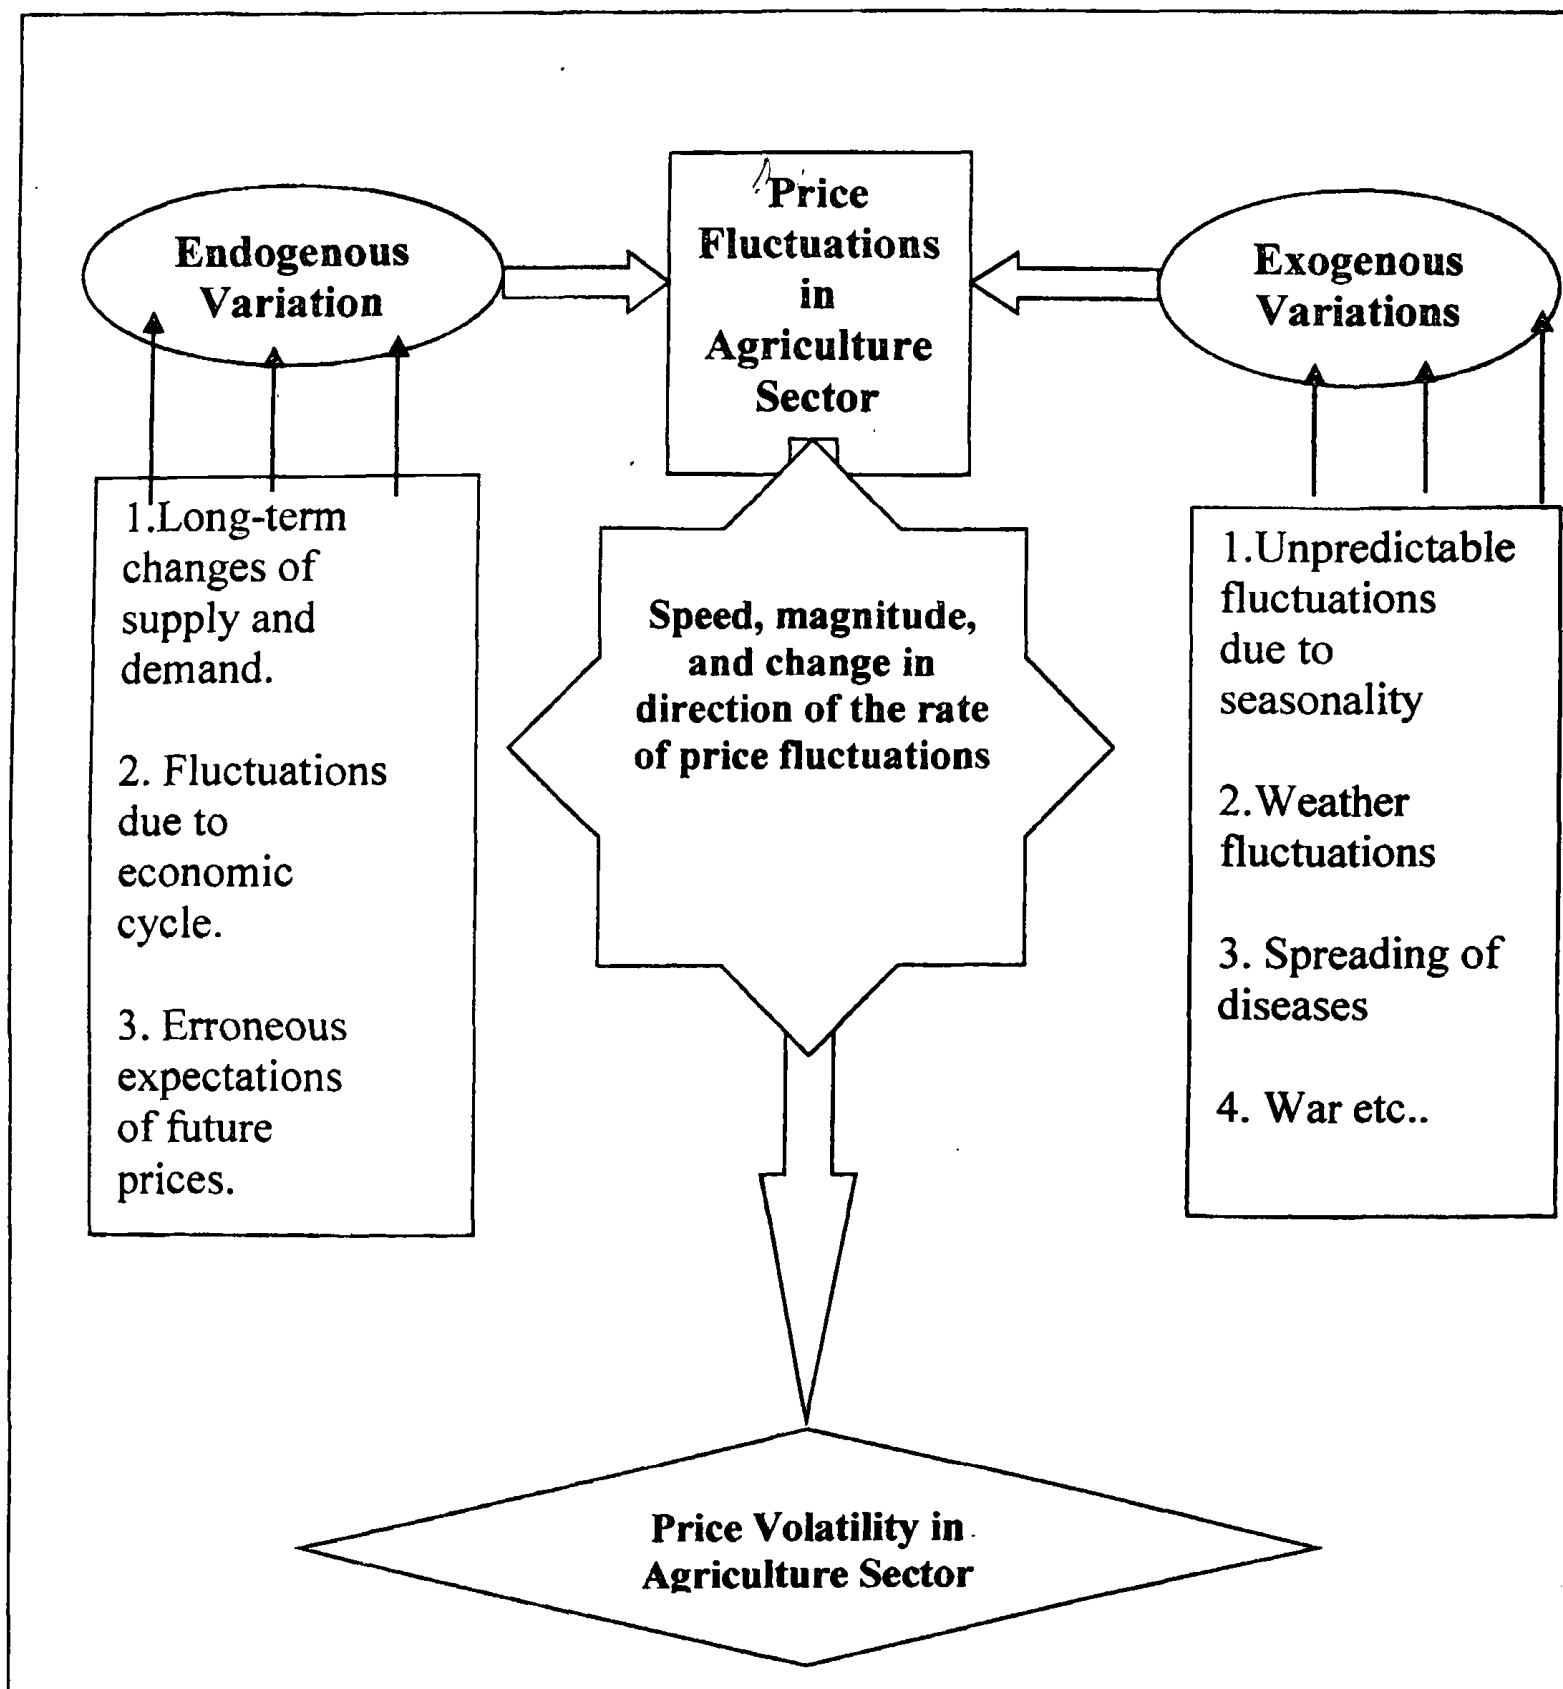 Endogenous
Variation
Price
Fluctuations
in
Agriculture
Sector
Exogenous
Variations
1.Long-term
changes of
supply and
demand.
2. Fluctuations
due to
economic
cycle.
3. Erroneous
expectations
of future
prices.
Speed, magnitude,
and change in
direction of the rate
of price fluctuations
1.Unpredictable
fluctuations
due to
seasonality
2.Weather
fluctuations
3. Spreading of
diseases
4. War etc..
Price Volatility in
Agriculture Sector